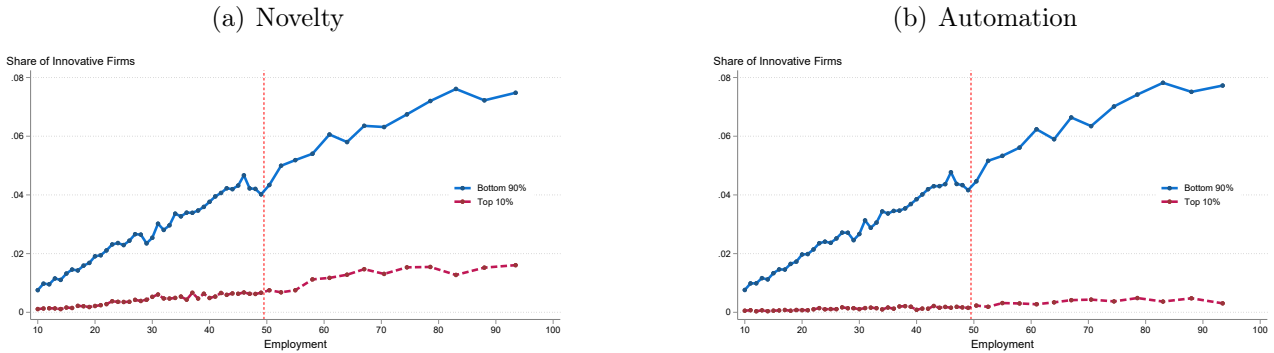 (a) Novelty
Share of Innovative Firms
.08
.06
.04
.02
0
10 20 30 40 50 60 70 80 90 100
Employment
Bottom 90%
Top 10%
(b) Automation
Share of Innovative Firms
.08
.06
.04
.02
0
10 20 30 40 50 60 70 80 90 100
Employment
Bottom 90%
Top 10%